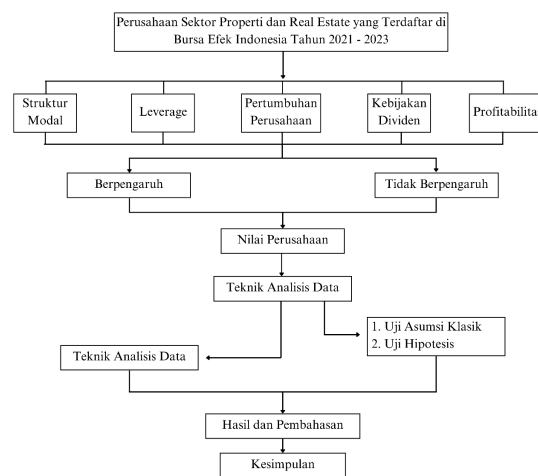 Perusahaan Sektor Properti dan Real Estate yang Terdaftar di
Bursa Efek Indonesia Tahun 2021 - 2023
Struktur
Modal
Leverage
Pertumbuhan
Perusahaan
Kebijakan
Dividen
Profitabilita
Berpengaruh
Tidak Berpengaruh
Nilai Perusahaan
Teknik Analisis Data
1. Uji Asumsi Klasik
2. Uji Hipotesis
Teknik Analisis Data
Hasil dan Pembahasan
Kesimpulan